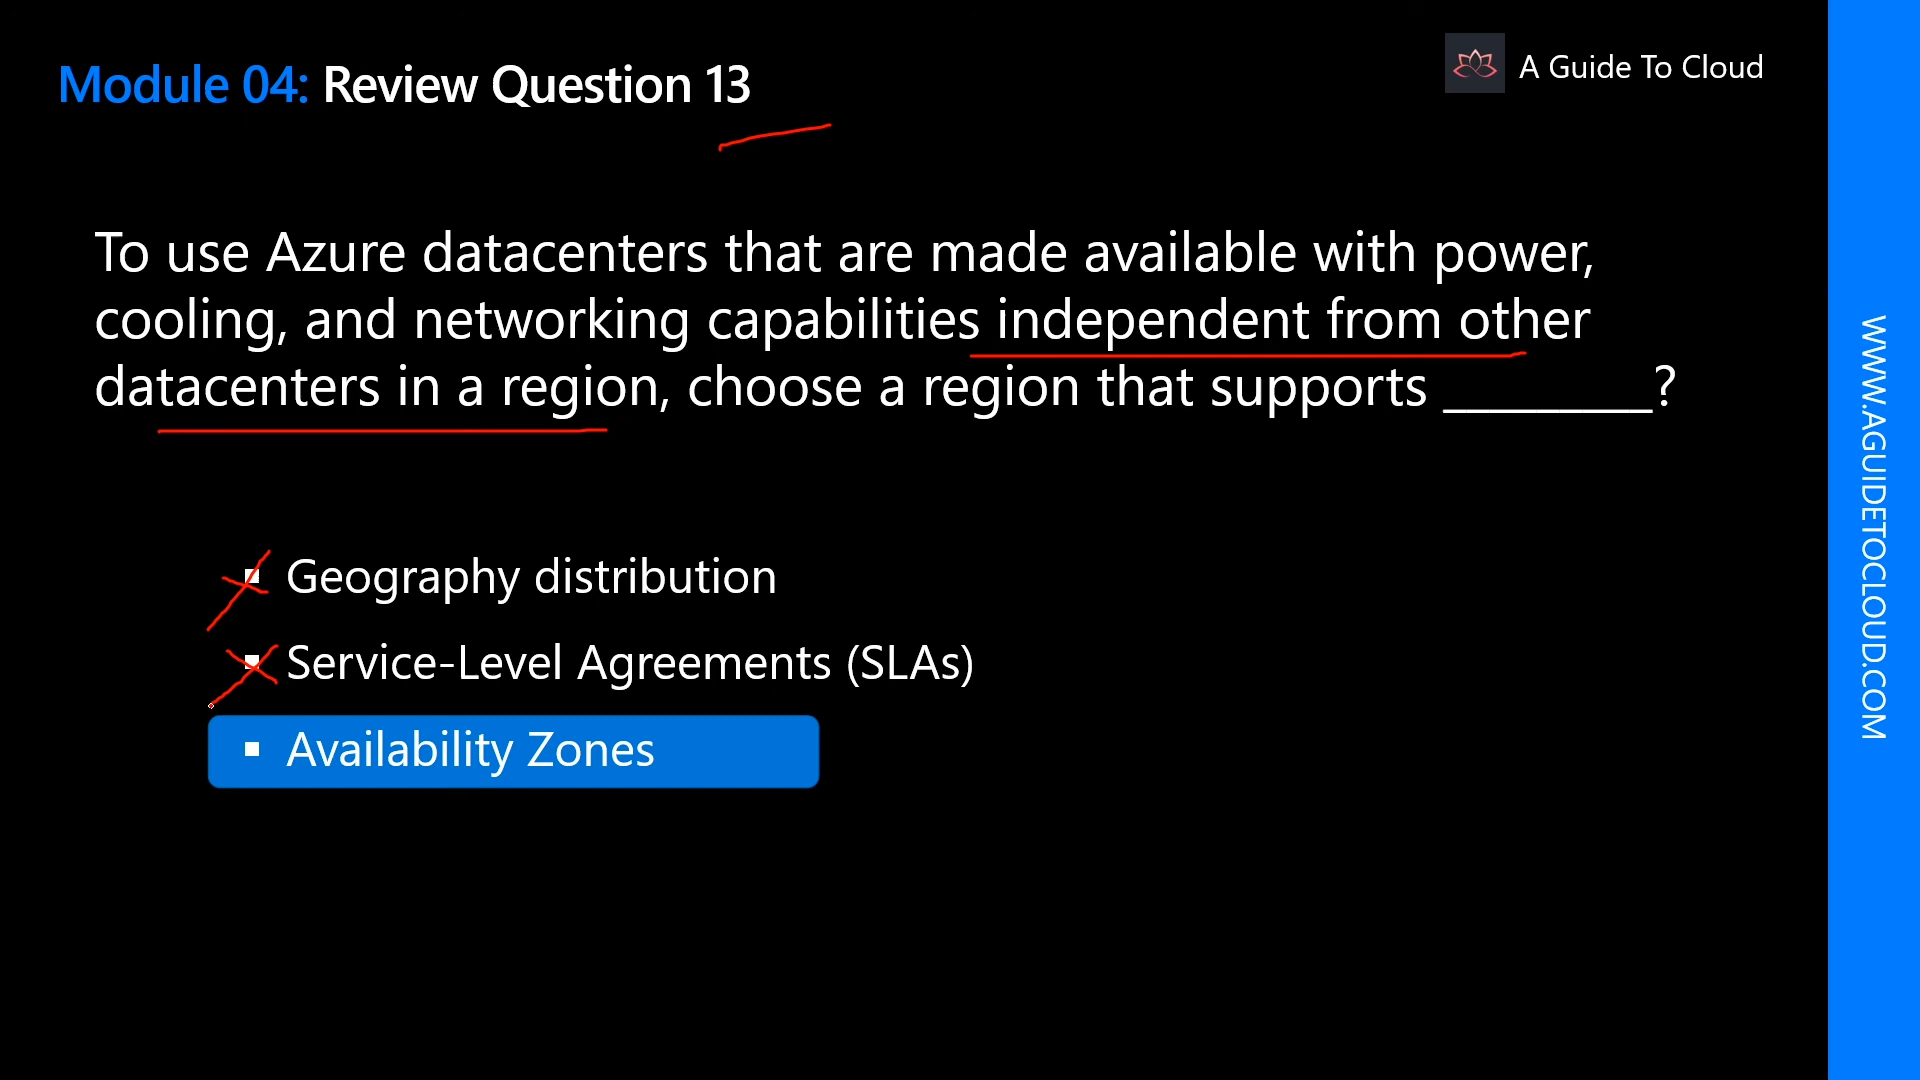 Module 04: Review Question 13
A Guide To Cloud
To use Azure datacenters that are made available with power,
cooling, and networking capabilities independent from other
datacenters in a region, choose a region that supports _________?
Geography distribution
Service-Level Agreements (SLAs)
Availability Zones
WWW.AGUIDETOCLOUD.COM